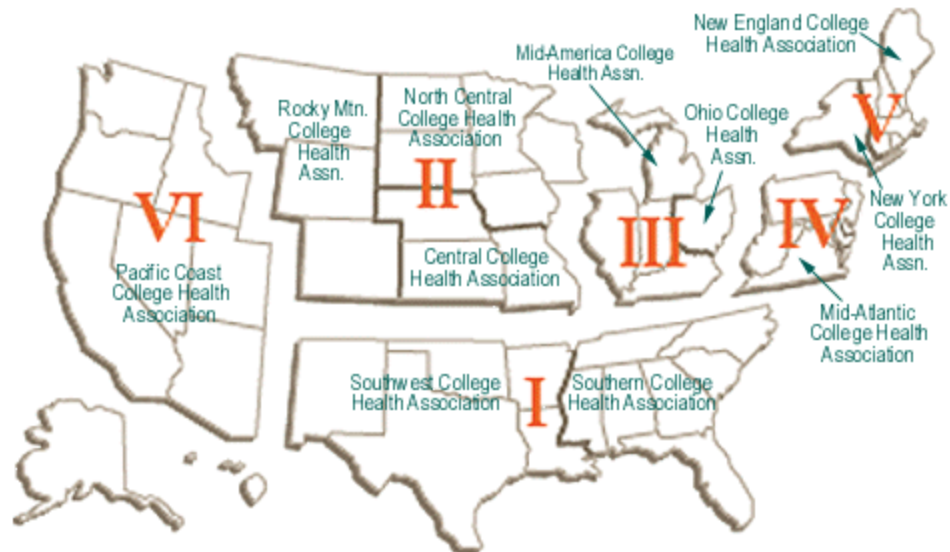 New England College
Health Association
Mid-America College
Health Assn.
Rocky Mtn.
College
Health
Assn.
North Central
College Health
Association
Ohio College
Health
Assn.
V
II
III
IV
VI
New York
College
Health
Assn.
Pacific Coast
College Health
Association
Central College
Health Association
Mid-Atlantic
College Health
Association
Southwest College
Health Association
I
Southern College
Health Association